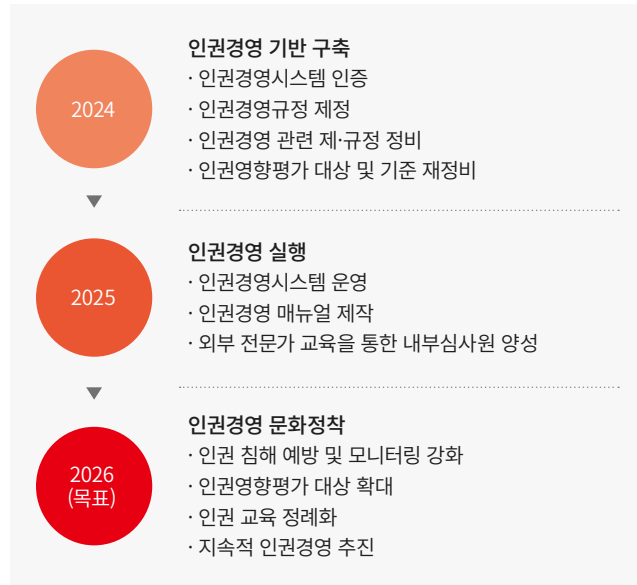 2024
인권경영 기반 구축
· 인권경영시스템 인증
· 인권경영규정 제정
· 인권경영 관련 제·규정 정비
· 인권영향평가 대상 및 기준 재정비
2025
인권경영 실행
· 인권경영시스템 운영
· 인권경영 매뉴얼 제작
· 외부 전문가 교육을 통한 내부심사원 양성
2026
(목표)
인권경영 문화정착
· 인권 침해 예방 및 모니터링 강화
· 인권영향평가 대상 확대
· 인권 교육 정례화
· 지속적 인권경영 추진